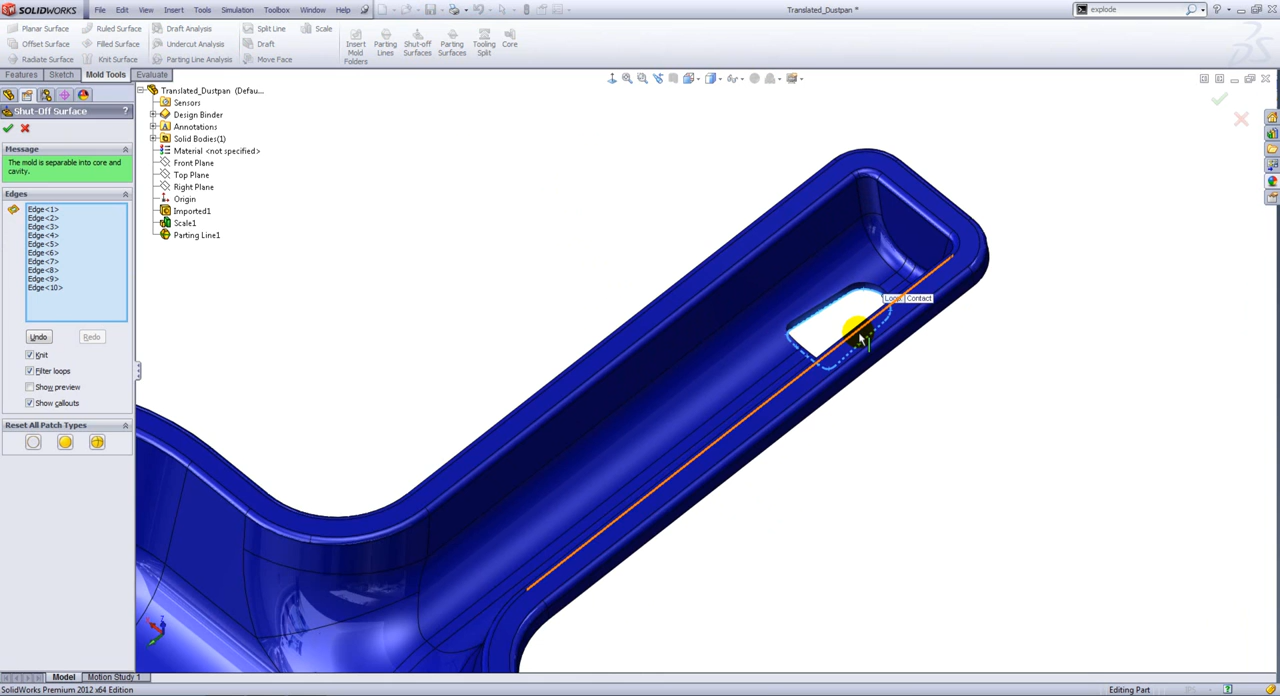 SOLIDWORKS File Edit View Insert Tools Simulation Toolbox Window Help Translated_Dustpan * explode
Planar Surface Ruled Surface Draft Analysis Split Line Scale
Offset Surface Filled Surface Undercut Analysis Draft
Radiate Surface Knit Surface Parting Line Analysis Move Face
Insert Mold Folders Parting Lines Shut-off Surfaces Parting Surfaces Tooling Split Core
Features Sketch Mold Tools Evaluate
Shut-Off Surface ?
Message
The mold is separable into core and
cavity.
Edges
Edge<1>
Edge<2>
Edge<3>
Edge<4>
Edge<5>
Edge<6>
Edge<7>
Edge<8>
Edge<9>
Edge<10>
Undo Redo
Knit
Filter loops
Show preview
Show callouts
Reset All Patch Types
Translated_Dustpan (Defau...
Sensors
Design Binder
Annotations
Solid Bodies(1)
Material <not specified>
Front Plane
Top Plane
Right Plane
Origin
Imported1
Scale1
Parting Line1
Loop Contact
Model Motion Study 1
SolidWorks Premium 2012 x64 Edition Editing Part